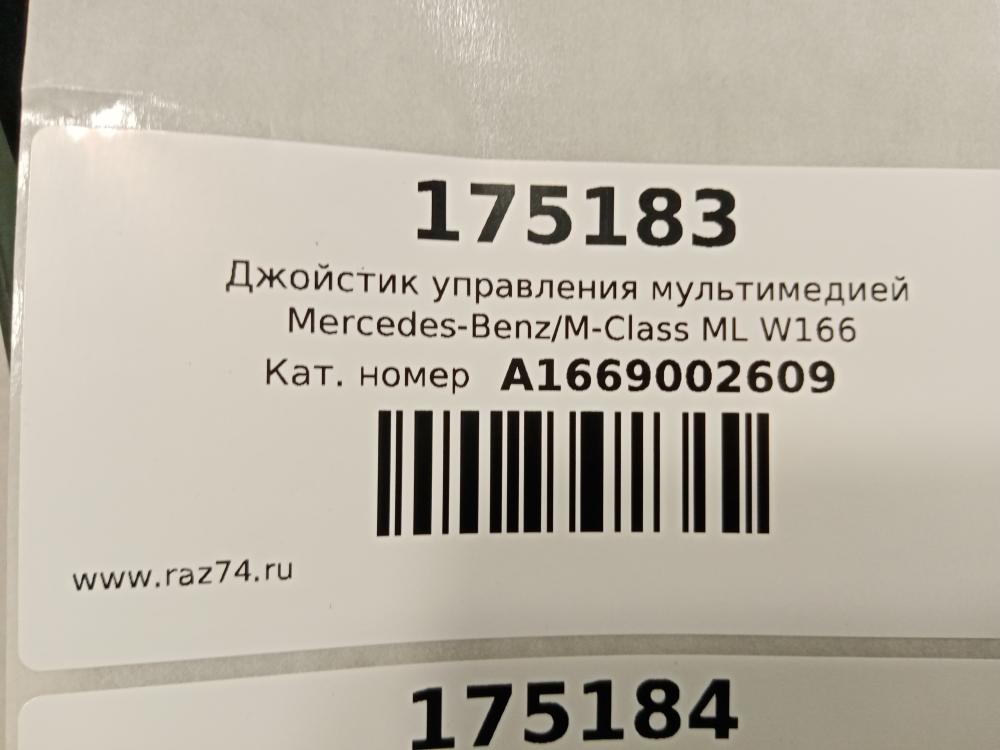 175183
Джойстик управления мультимедией
Mercedes-Benz/M-Class ML W166
Кат. номер A1669002609
www.raz74.ru
175184